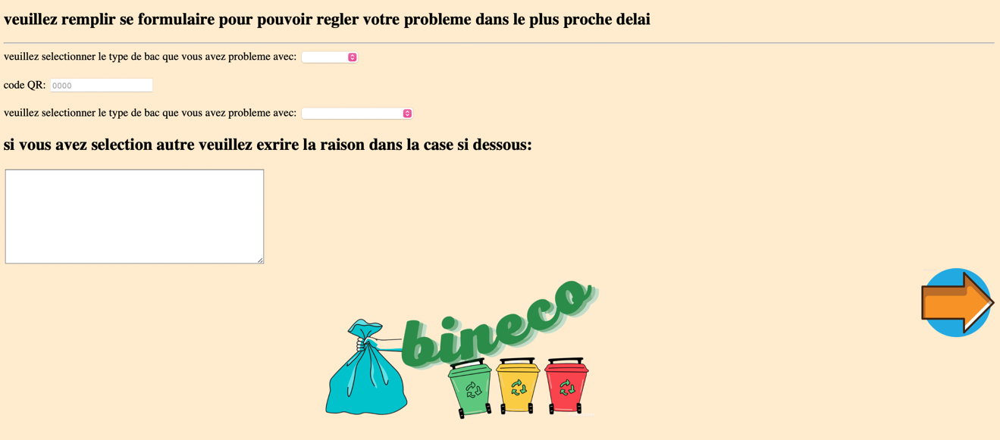 veuillez remplir se formulaire pour pouvoir regler votre probleme dans le plus proche delai
veuillez selectionner le type de bac que vous avez probleme avec:
code QR: 0000
veuillez selectionner le type de bac que vous avez probleme avec:
si vous avez selection autre veuillez exrire la raison dans la case si dessous:
bineco